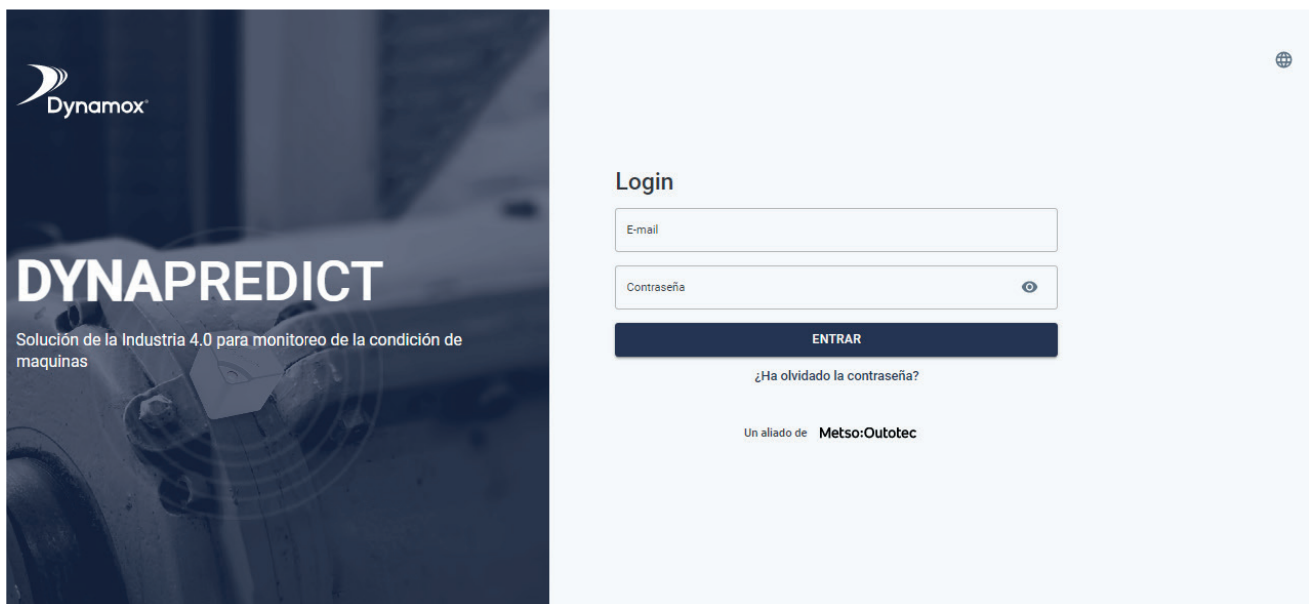 Dynamox
DYNAPREDICT
Solución de la Industria 4.0 para monitoreo de la condición de
maquinas
Login
E-mail
Contraseña
ENTRAR
¿Ha olvidado la contraseña?
Un aliado de Metso:Outotec